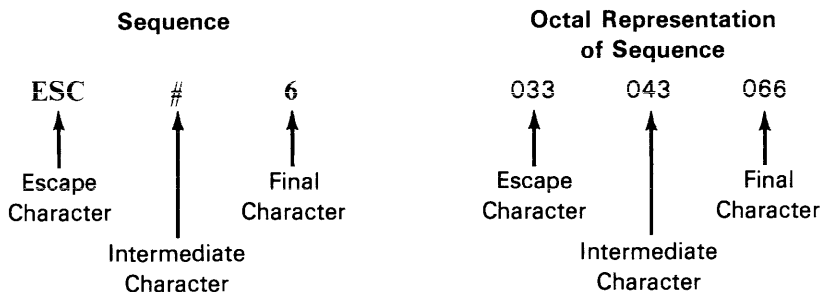 Sequence
Octal Representation
of Sequence
ESC # 6
033 043 066
Escape
Character
Final
Character
Intermediate
Character
Escape
Character
Final
Character
Intermediate
Character